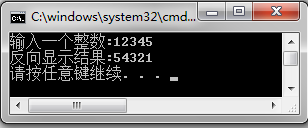 C:\windows\system32\cmd...
输入一个整数:12345
反向显示结果:54321
请按任意键继续. . .